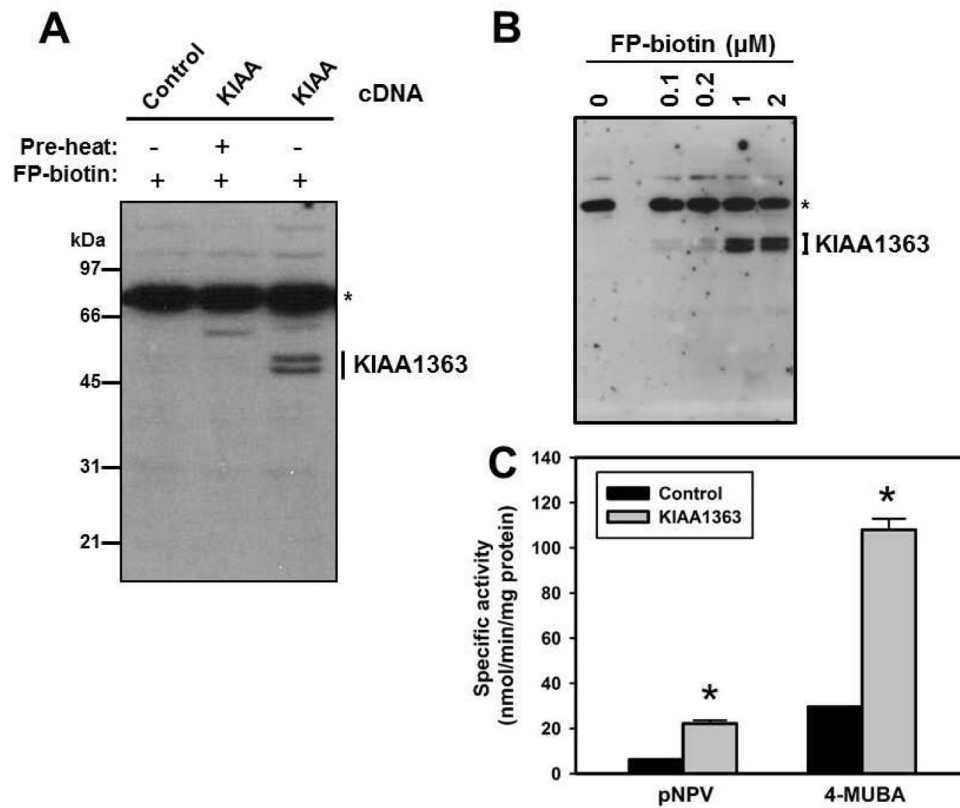 A
Control
KIAA
KIAA
cDNA
Pre-heat: - + -
FP-biotin: + + +
kDa
97
66
45
31
21
*
KIAA1363
B
FP-biotin (µM)
0 0.1 0.2 1 2
*
KIAA1363
C
Specific activity
(nmol/min/mg protein)
140
120
100
80
60
40
20
0
Control
KIAA1363
*
*
pNPV
4-MUBA